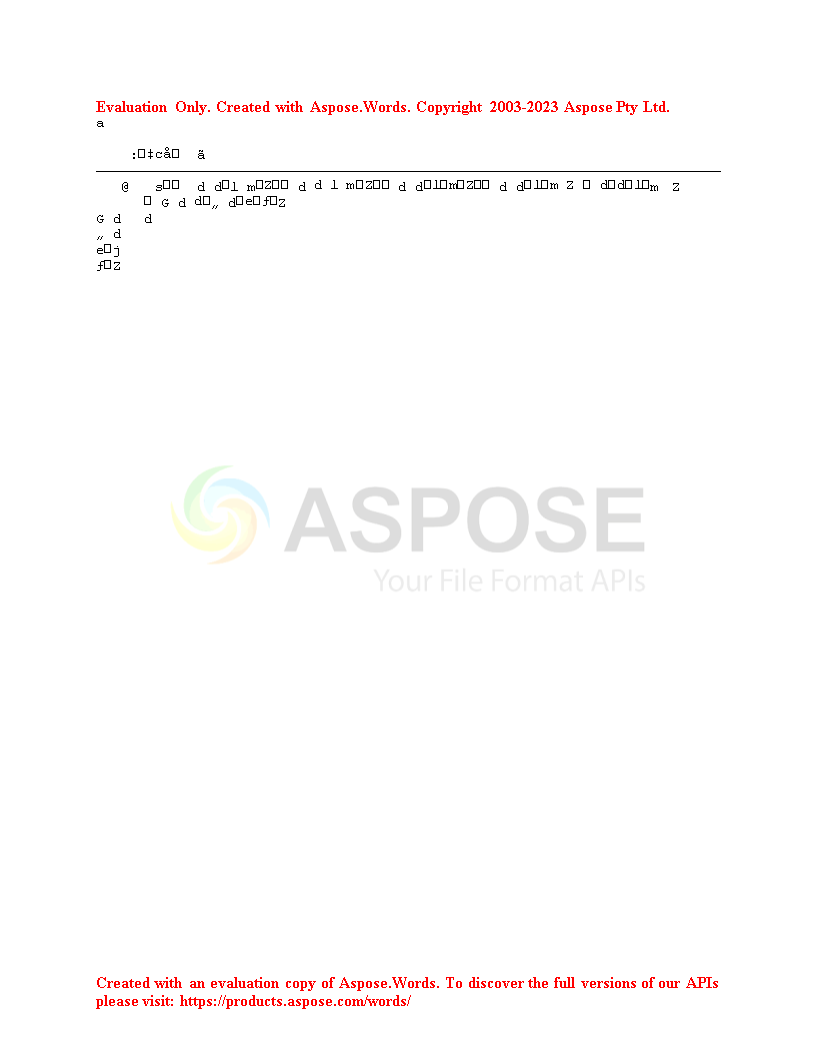 Evaluation Only. Created with Aspose.Words. Copyright 2003-2023 Aspose Pty Ltd.
a
:□‡cå□ ã
@ s□□ d d□l m□Z□□ d d l m□Z□□ d d□l□m□Z□□ d d□l□m Z □ d□d□l□m Z
□ G d d□„ d□e□ƒ□Z
G d d
„ d
e□j
ƒ□Z
ASPOSE
Your File Format APIs
Created with an evaluation copy of Aspose.Words. To discover the full versions of our APIs
please visit: https://products.aspose.com/words/